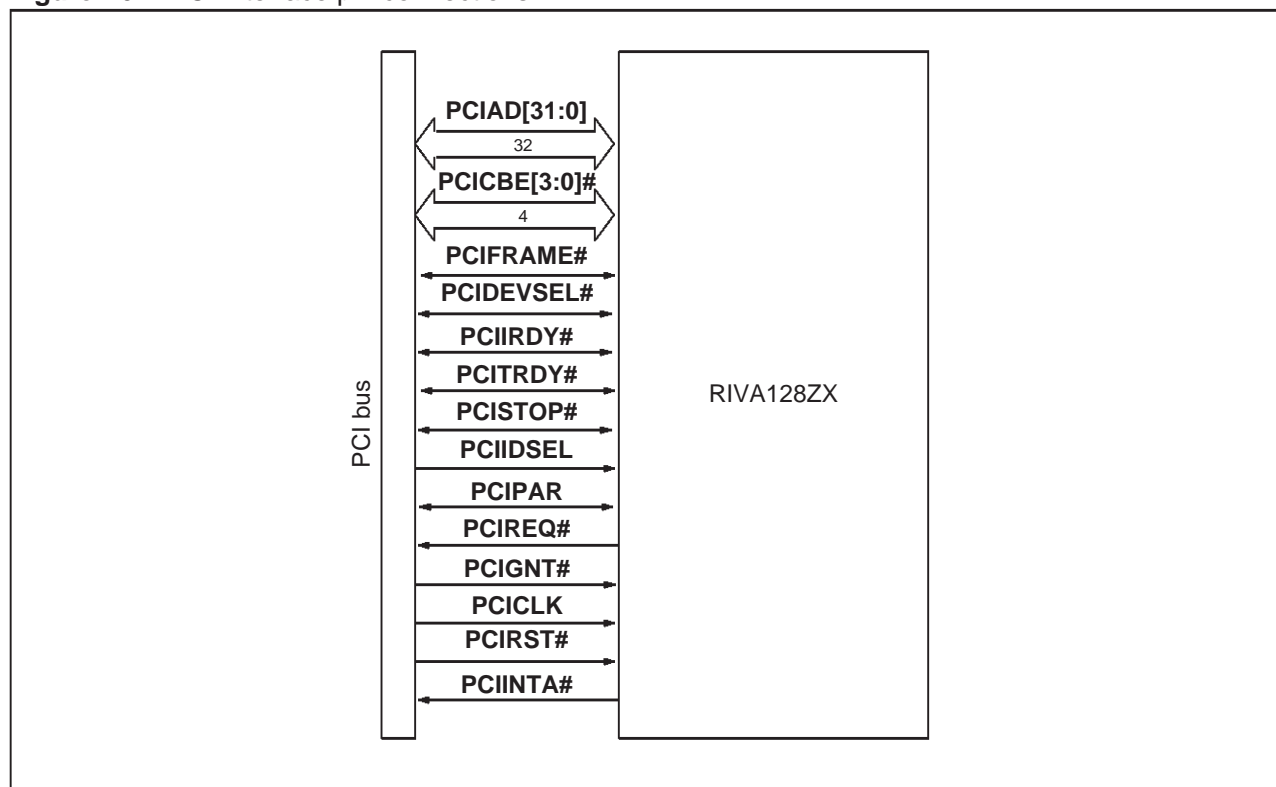 PCIAD[31:0]
32
PCICBE[3:0]#
4
PCIFRAME#
PCIDEVSEL#
PCIIRDY#
PCITRDY#
PCISTOP#
PCIIDSEL
PCIPAR
PCIREQ#
PCIGNT#
PCICLK
PCIRST#
PCIINTA#
PCI bus
RIVA128ZX